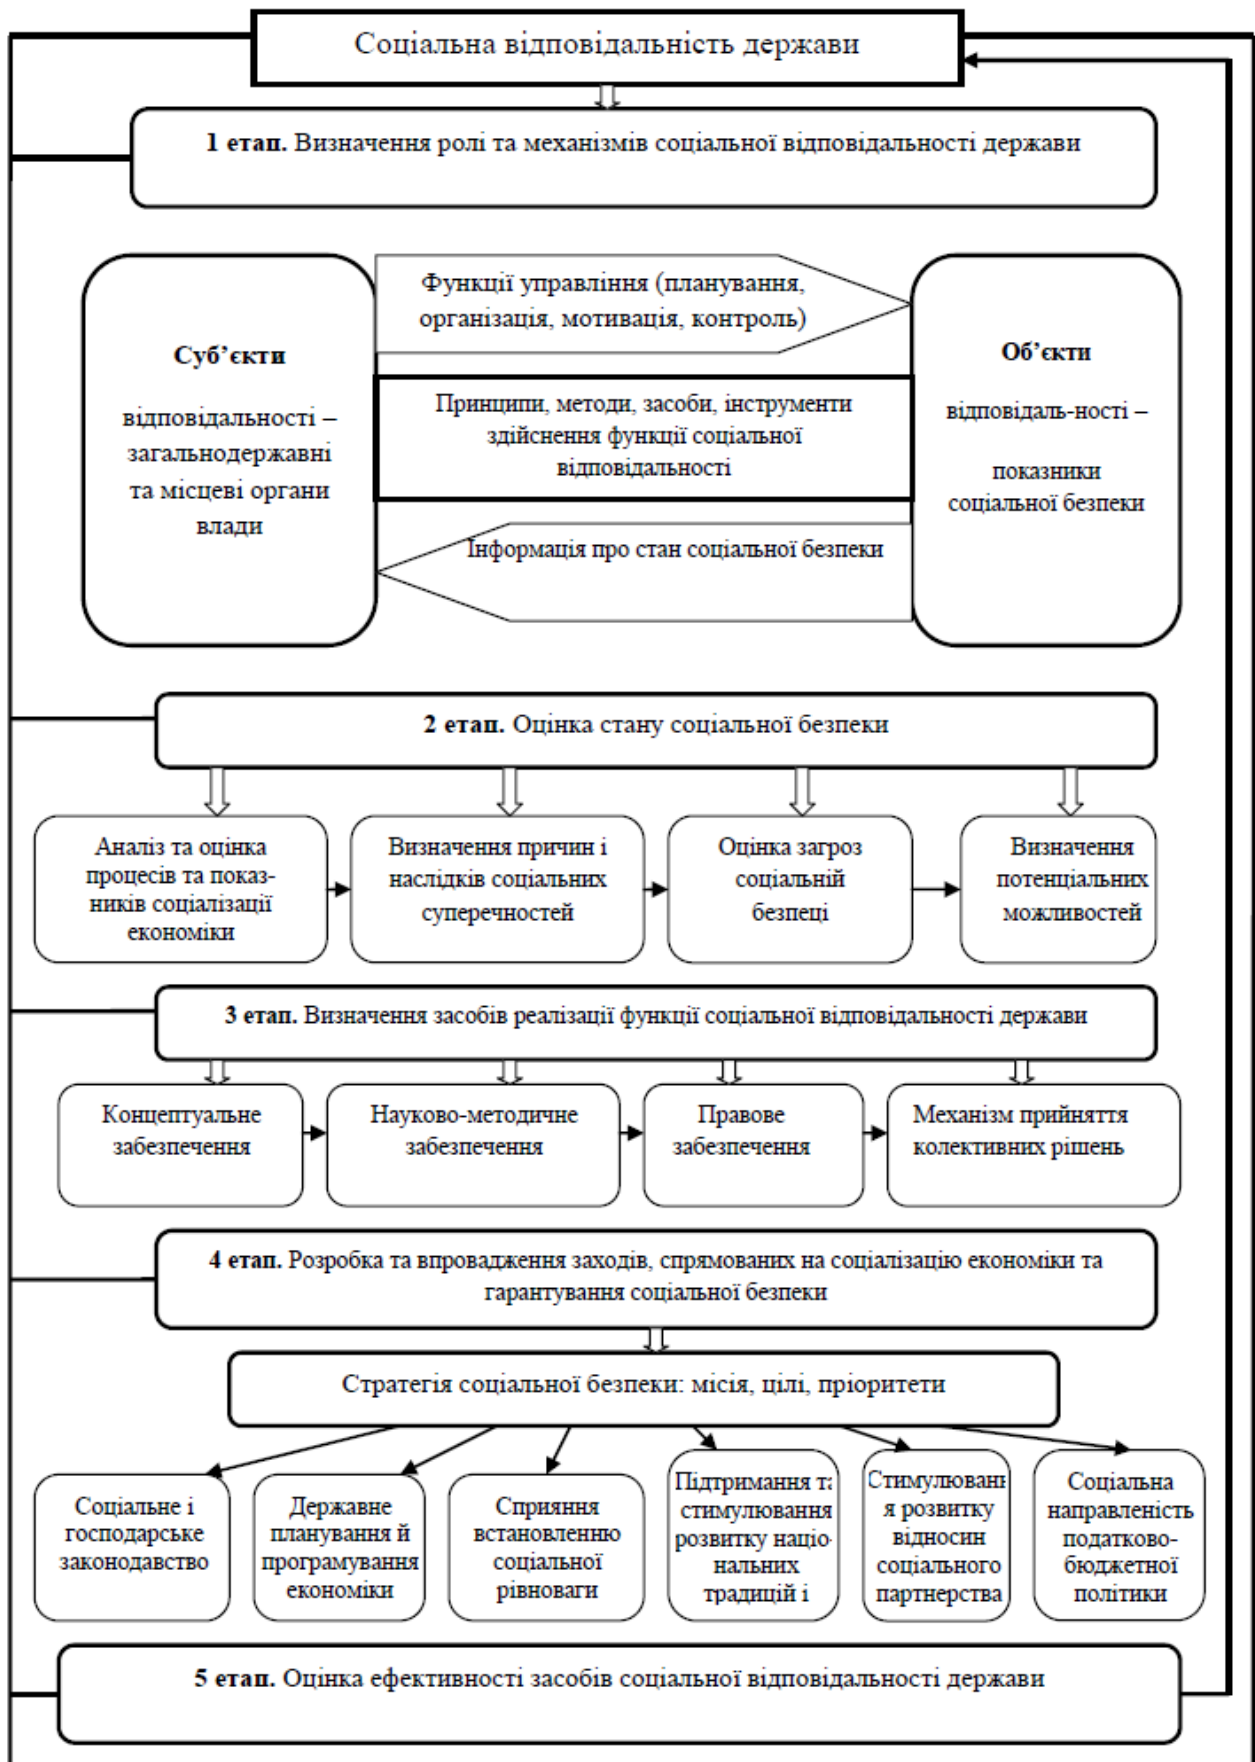 Соціальна відповідальність держави
1 етап. Визначення ролі та механізмів соціальної відповідальності держави
Суб’єкти
відповідальності –
загальнодержавні
та місцеві органи
влади
Функції управління (планування,
організація, мотивація, контроль)
Принципи, методи, засоби, інструменти
здійснення функції соціальної
відповідальності
Інформація про стан соціальної безпеки
Об’єкти
відповідаль-ності –
показники
соціальної безпеки
2 етап. Оцінка стану соціальної безпеки
Аналіз та оцінка
процесів та показ-
ників соціалізації
економіки
Визначення причин і
наслідків соціальних
суперечностей
Оцінка загроз
соціальній
безпеці
Визначення
потенціальних
можливостей
3 етап. Визначення засобів реалізації функції соціальної відповідальності держави
Концептуальне
забезпечення
Науково-методичне
забезпечення
Правове
забезпечення
Механізм прийняття
колективних рішень
4 етап. Розробка та впровадження заходів, спрямованих на соціалізацію економіки та
гарантування соціальної безпеки
Стратегія соціальної безпеки: місія, цілі, пріоритети
Соціальне і
господарське
законодавство
Державне
планування й
програмування
економіки
Сприяння
встановленню
соціальної
рівноваги
Підтримання та
стимулювання
розвитку націо-
нальних
традицій і
Стимулюванн
я розвитку
відносин
соціального
партнерства
Соціальна
направленість
податково-
бюджетної
політики
5 етап. Оцінка ефективності засобів соціальної відповідальності держави